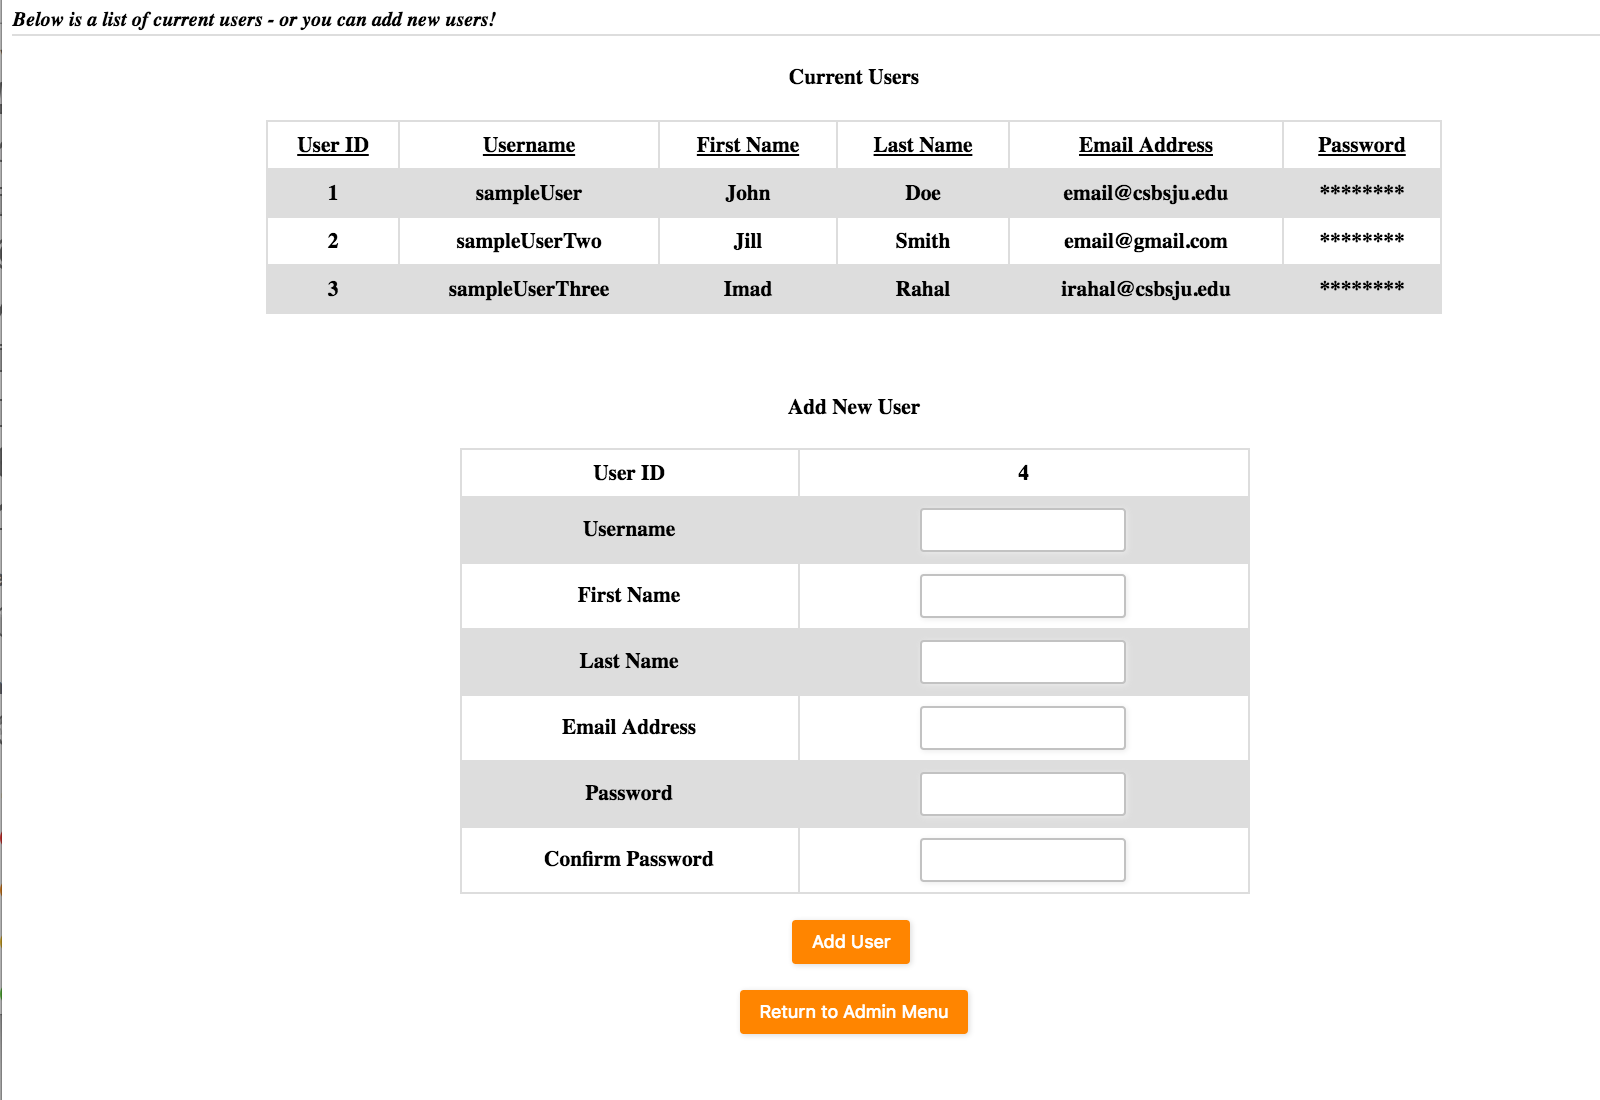 Below is a list of current users - or you can add new users!
Current Users
User ID Username First Name Last Name Email Address Password
1 sampleUser John Doe email@csbsju.edu ********
2 sampleUserTwo Jill Smith email@gmail.com ********
3 sampleUserThree Imad Rahal irahal@csbsju.edu ********
Add New User
User ID 4
Username
First Name
Last Name
Email Address
Password
Confirm Password
Add User
Return to Admin Menu